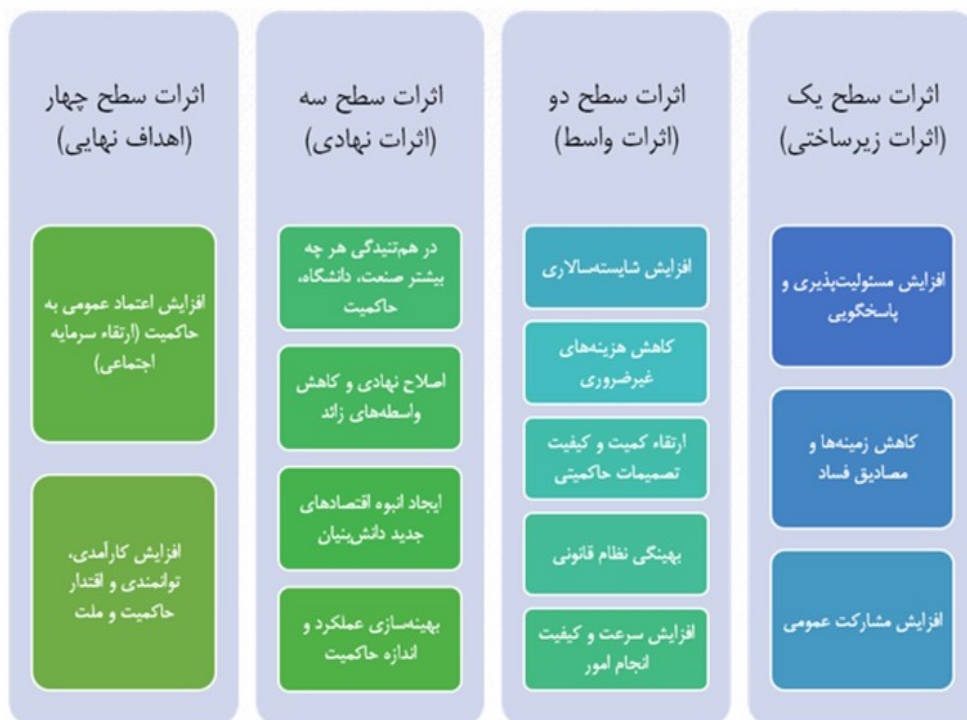 اثرات سطح یک
(اثرات زیرساختی)
افزایش مسئولیت‌پذیری و
پاسخگویی
کاهش زمینه‌ها و
مصادیق فساد
افزایش مشارکت عمومی
اثرات سطح دو
(اثرات واسط)
افزایش شایسته‌سالاری
کاهش هزینه‌های
غیرضروری
ارتقاء کمیت و کیفیت
تصمیمات حاکمیتی
بهینگی نظام قانونی
افزایش سرعت و کیفیت
انجام امور
اثرات سطح سه
(اثرات نهادی)
در هم‌تنیدگی هر چه
بیشتر صنعت، دانشگاه،
حاکمیت
اصلاح نهادی و کاهش
واسطه‌های زائد
ایجاد انبوه اقتصادهای
جدید دانش‌بنیان
بهینه‌سازی عملکرد و
اندازه حاکمیت
اثرات سطح چهار
(اهداف نهایی)
افزایش اعتماد عمومی به
حاکمیت (ارتقاء سرمایه
اجتماعی)
افزایش کارآمدی،
توانمندی و اقتدار
حاکمیت و ملت